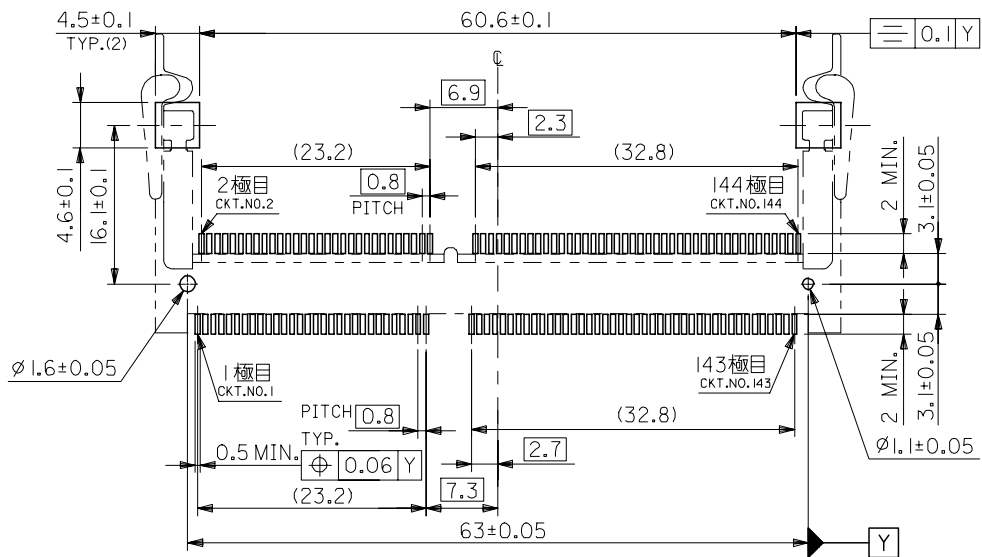 4.5±0.1
TYP.(2)
60.6±0.1
0.1 Y
℄
6.9
2.3
(23.2)
(32.8)
0.8
PITCH
2極目
CKT.NO.2
144極目
CKT.NO.144
4.6±0.1
16.1±0.1
2 MIN.
3.1±0.05
Ø1.6±0.05
1極目
CKT.NO.1
143極目
CKT.NO.143
2 MIN.
3.1±0.05
PITCH 0.8
TYP.
(32.8)
Ø1.1±0.05
0.5 MIN.
⌖ 0.06 Y
2.7
(23.2)
7.3
63±0.05
Y